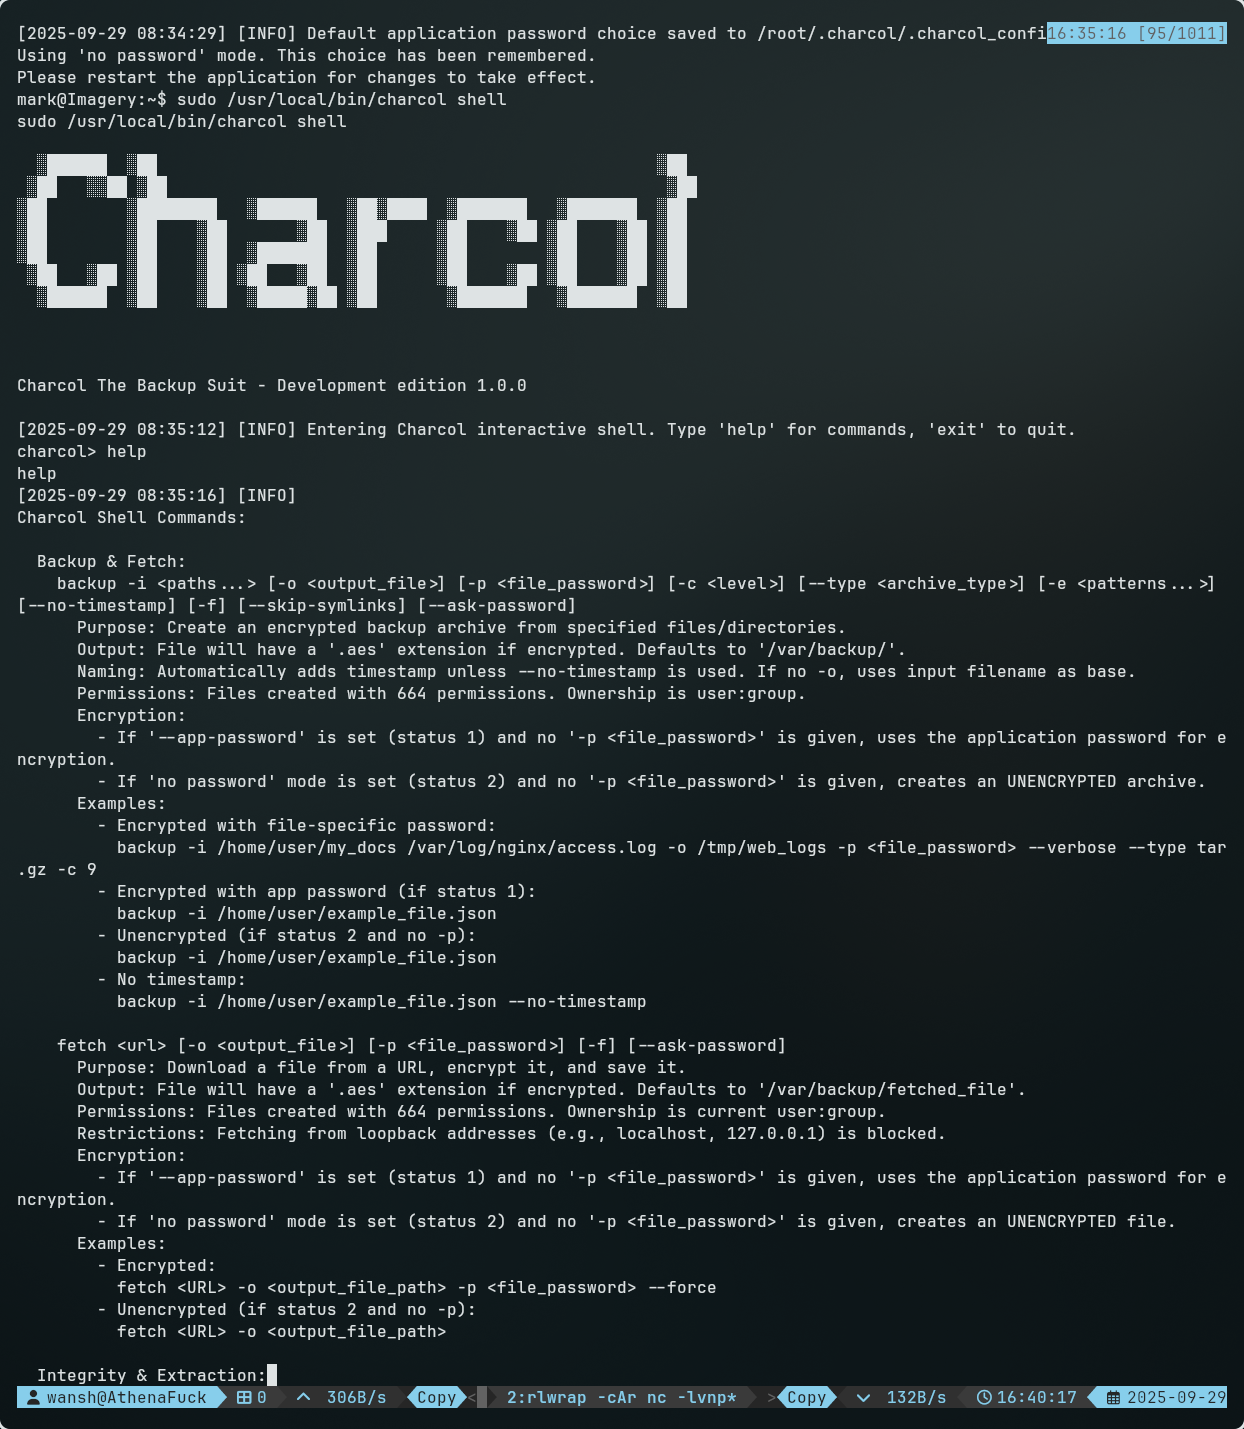 [2025-09-29 08:34:29] [INFO] Default application password choice saved to /root/.charcol/.charcol_confi16:35:16 [95/1011]
Using 'no password' mode. This choice has been remembered.
Please restart the application for changes to take effect.
mark@Imagery:~$ sudo /usr/local/bin/charcol shell
sudo /usr/local/bin/charcol shell
Charcol
Charcol The Backup Suit - Development edition 1.0.0
[2025-09-29 08:35:12] [INFO] Entering Charcol interactive shell. Type 'help' for commands, 'exit' to quit.
charcol> help
help
[2025-09-29 08:35:16] [INFO]
Charcol Shell Commands:
Backup & Fetch:
backup -i <paths...> [-o <output_file>] [-p <file_password>] [-c <level>] [--type <archive_type>] [-e <patterns...>]
[--no-timestamp] [-f] [--skip-symlinks] [--ask-password]
Purpose: Create an encrypted backup archive from specified files/directories.
Output: File will have a '.aes' extension if encrypted. Defaults to '/var/backup/'.
Naming: Automatically adds timestamp unless --no-timestamp is used. If no -o, uses input filename as base.
Permissions: Files created with 664 permissions. Ownership is user:group.
Encryption:
- If '--app-password' is set (status 1) and no '-p <file_password>' is given, uses the application password for e
ncryption.
- If 'no password' mode is set (status 2) and no '-p <file_password>' is given, creates an UNENCRYPTED archive.
Examples:
- Encrypted with file-specific password:
backup -i /home/user/my_docs /var/log/nginx/access.log -o /tmp/web_logs -p <file_password> --verbose --type tar
.gz -c 9
- Encrypted with app password (if status 1):
backup -i /home/user/example_file.json
- Unencrypted (if status 2 and no -p):
backup -i /home/user/example_file.json
- No timestamp:
backup -i /home/user/example_file.json --no-timestamp
fetch <url> [-o <output_file>] [-p <file_password>] [-f] [--ask-password]
Purpose: Download a file from a URL, encrypt it, and save it.
Output: File will have a '.aes' extension if encrypted. Defaults to '/var/backup/fetched_file'.
Permissions: Files created with 664 permissions. Ownership is current user:group.
Restrictions: Fetching from loopback addresses (e.g., localhost, 127.0.0.1) is blocked.
Encryption:
- If '--app-password' is set (status 1) and no '-p <file_password>' is given, uses the application password for e
ncryption.
- If 'no password' mode is set (status 2) and no '-p <file_password>' is given, creates an UNENCRYPTED file.
Examples:
- Encrypted:
fetch <URL> -o <output_file_path> -p <file_password> --force
- Unencrypted (if status 2 and no -p):
fetch <URL> -o <output_file_path>
Integrity & Extraction:
wansh@AthenaFuck 0 306B/s Copy < 2:rlwrap -cAr nc -lvnp* > Copy 132B/s 16:40:17 2025-09-29